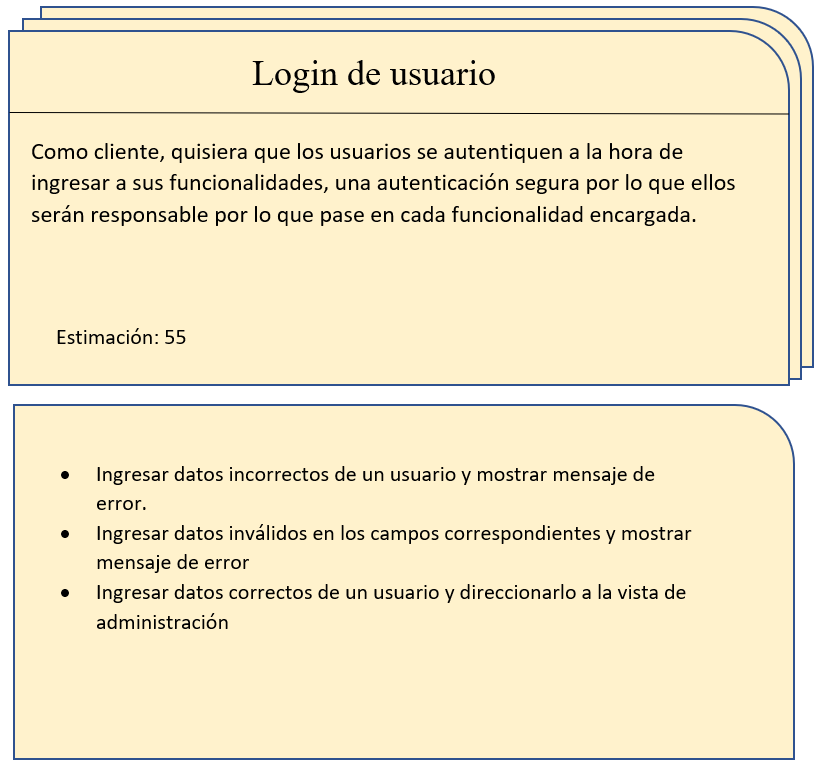 Login de usuario
Como cliente, quisiera que los usuarios se autentiquen a la hora de
ingresar a sus funcionalidades, una autenticación segura por lo que ellos
serán responsable por lo que pase en cada funcionalidad encargada.
Estimación: 55
• Ingresar datos incorrectos de un usuario y mostrar mensaje de
error.
• Ingresar datos inválidos en los campos correspondientes y mostrar
mensaje de error
• Ingresar datos correctos de un usuario y direccionarlo a la vista de
administración